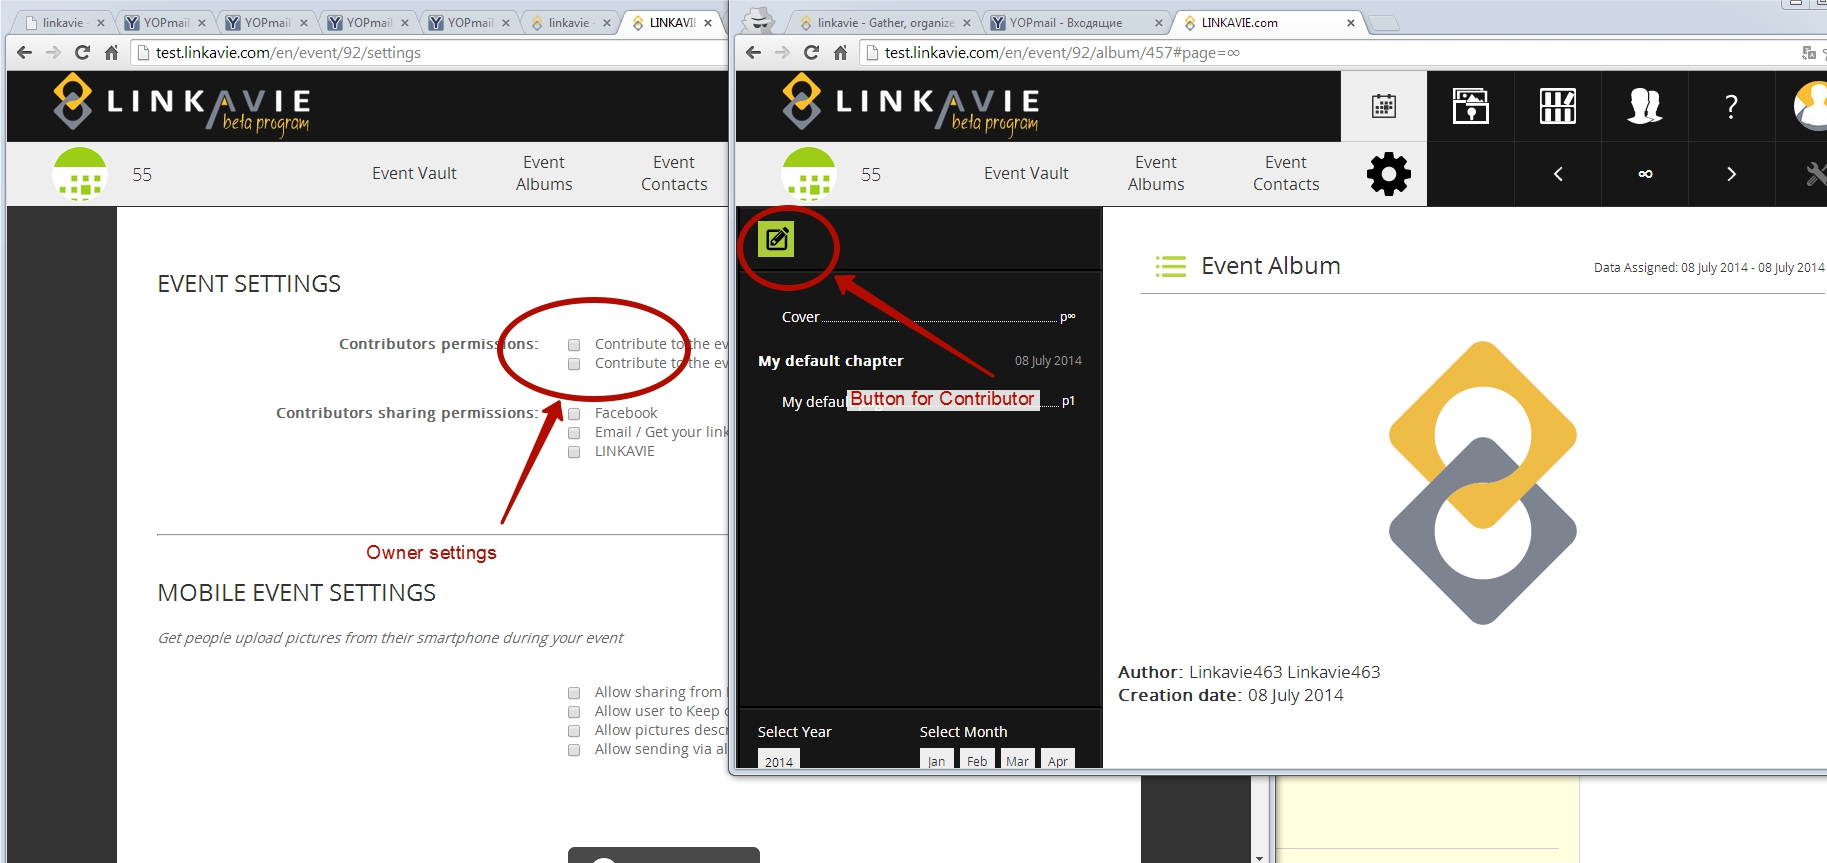 linkavie -
YOPmail
YOPmail
YOPmail
YOPmail
linkavie
LINKAVIE
test.linkavie.com/en/event/92/settings
LINKAVIE
beta program
55
Event Vault
Event
Albums
Event
Contacts
EVENT SETTINGS
Contributors permissions:
Contribute to the ev
Contribute to the ev
Contributors sharing permissions:
Facebook
Email / Get your link
LINKAVIE
Owner settings
MOBILE EVENT SETTINGS
Get people upload pictures from their smartphone during your event
Allow sharing from
Allow user to Keep
Allow pictures descr
Allow sending via al
linkavie - Gather, organize
YOPmail - Входящие
LINKAVIE.com
test.linkavie.com/en/event/92/album/457#page=∞
LINKAVIE
beta program
?
55
Event Vault
Event
Albums
Event
Contacts
< ∞ >
Cover p∞
My default chapter 08 July 2014
My defau p1
Button for Contributor
Select Year
2014
Select Month
Jan Feb Mar Apr
Event Album
Data Assigned: 08 July 2014 - 08 July 2014
Author: Linkavie463 Linkavie463
Creation date: 08 July 2014